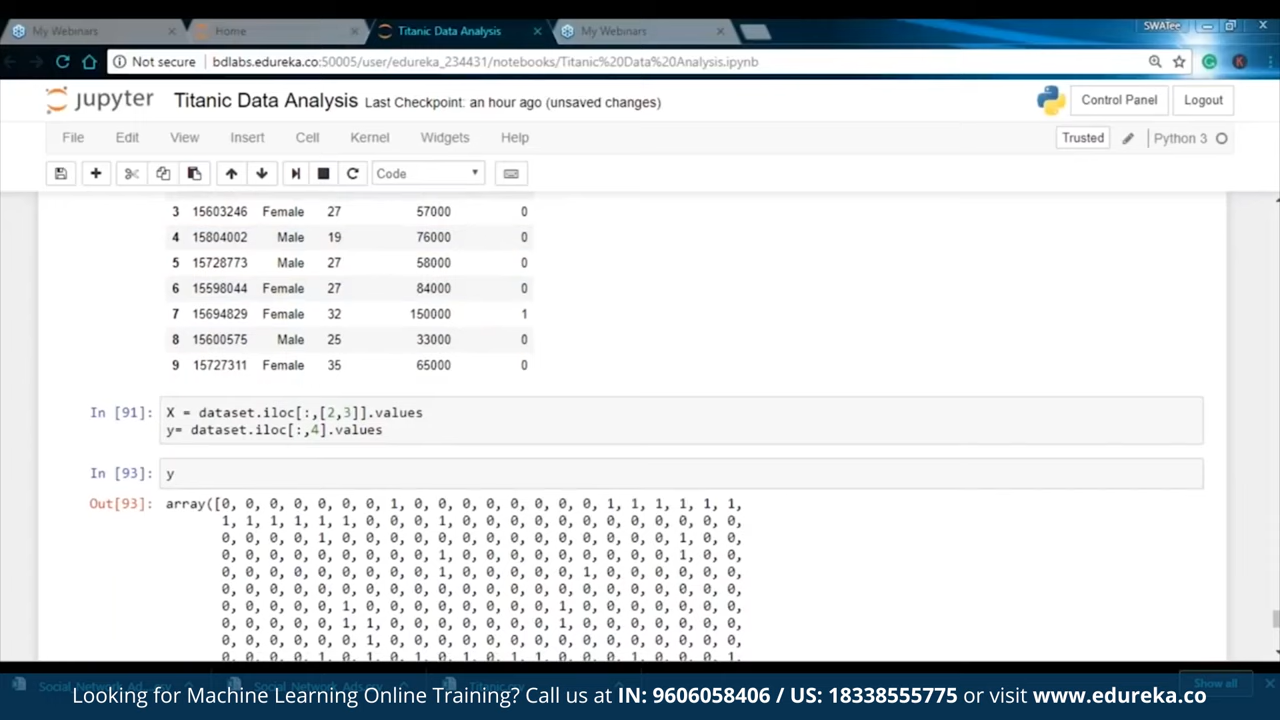 My Webinars Home Titanic Data Analysis My Webinars SWATee
Not secure bdlabs.edureka.co:50005/user/edureka_234431/notebooks/Titanic%20Data%20Analysis.ipynb
jupyter Titanic Data Analysis Last Checkpoint: an hour ago (unsaved changes) Control Panel Logout
File Edit View Insert Cell Kernel Widgets Help Trusted Python 3
Code
3 15603246 Female 27 57000 0
4 15804002 Male 19 76000 0
5 15728773 Male 27 58000 0
6 15598044 Female 27 84000 0
7 15694829 Female 32 150000 1
8 15600575 Male 25 33000 0
9 15727311 Female 35 65000 0
In [91]: X = dataset.iloc[:,[2,3]].values
y= dataset.iloc[:,4].values
In [93]: y
Out[93]: array([0, 0, 0, 0, 0, 0, 0, 1, 0, 0, 0, 0, 0, 0, 0, 0, 1, 1, 1, 1, 1, 1,
1, 1, 1, 1, 1, 1, 0, 0, 0, 1, 0, 0, 0, 0, 0, 0, 0, 0, 0, 0,
0, 0, 0, 0, 1, 0, 0, 0, 0, 0, 0, 0, 0, 0, 0, 0, 0, 1, 0, 0,
0, 0, 0, 0, 0, 0, 0, 0, 0, 1, 0, 0, 0, 0, 0, 0, 0, 1, 0, 0,
0, 0, 0, 0, 0, 0, 0, 0, 0, 1, 0, 0, 0, 0, 0, 1, 0, 0, 0, 0,
0, 0, 0, 0, 0, 0, 0, 0, 0, 0, 0, 0, 0, 0, 0, 0, 0, 0, 0, 0,
0, 0, 0, 0, 0, 1, 0, 0, 0, 0, 0, 0, 0, 0, 1, 0, 0, 0, 0, 0,
0, 0, 0, 0, 0, 1, 1, 0, 0, 0, 0, 0, 0, 0, 1, 0, 0, 0, 0, 0,
0, 0, 0, 0, 0, 0, 1, 0, 0, 0, 0, 0, 0, 0, 0, 0, 0, 0, 0, 0,
0, 0, 0, 0, 1, 0, 1, 0, 1, 0, 1, 0, 1, 1, 0, 0, 0, 1, 0, 0, 0, 1,
Social_Network_Ad Social_Network_Ads.csv Titanic.csv Show all
Looking for Machine Learning Online Training? Call us at IN: 9606058406 / US: 18338555775 or visit www.edureka.co